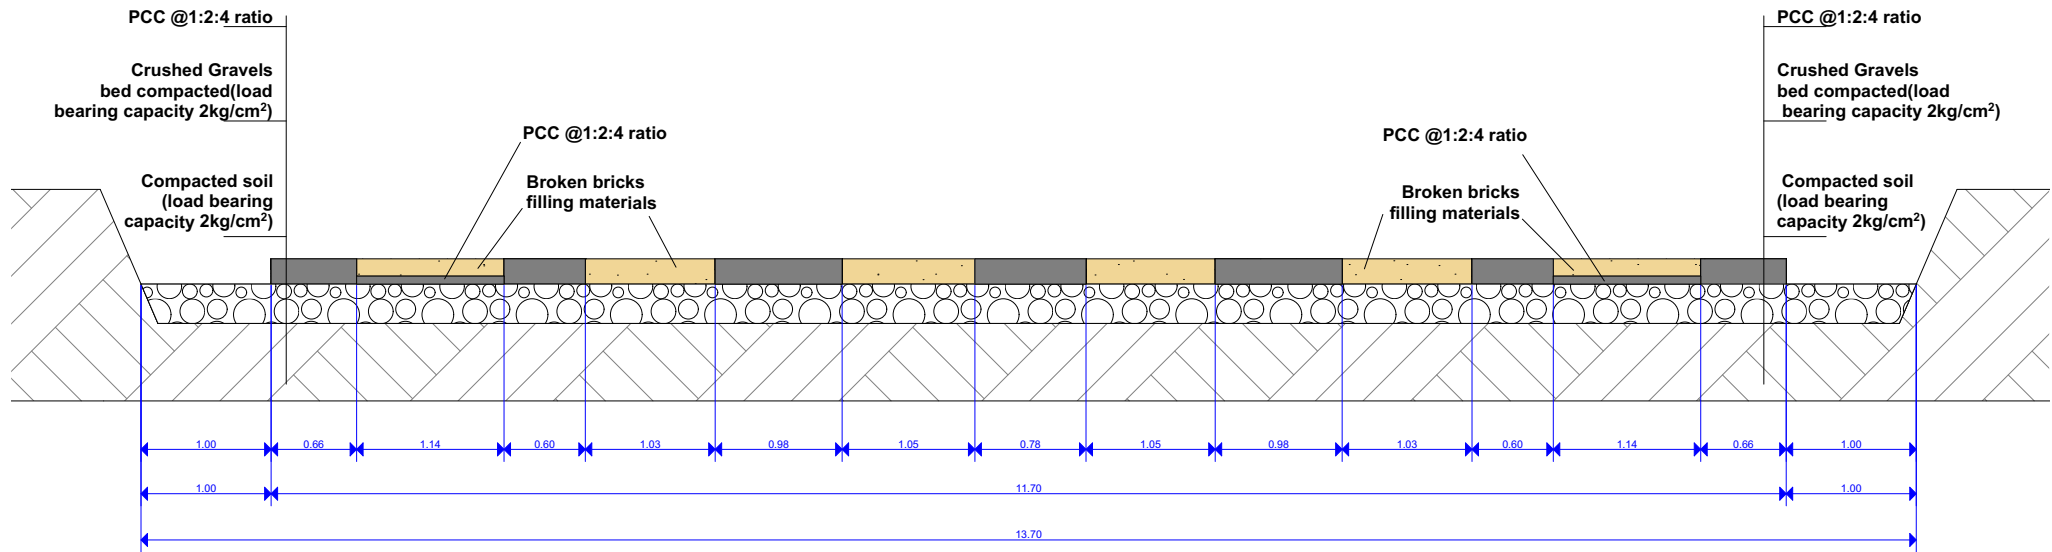 PCC @1:2:4 ratio
Crushed Gravels
bed compacted(load
bearing capacity 2kg/cm²)
Compacted soil
(load bearing
capacity 2kg/cm²)
PCC @1:2:4 ratio
Broken bricks
filling materials
PCC @1:2:4 ratio
Broken bricks
filling materials
PCC @1:2:4 ratio
Crushed Gravels
bed compacted(load
bearing capacity 2kg/cm²)
Compacted soil
(load bearing
capacity 2kg/cm²)
1.00 0.66 1.14 0.60 1.03 0.98 1.05 0.78 1.05 0.98 1.03 0.60 1.14 0.66 1.00
1.00 11.70 1.00
13.70